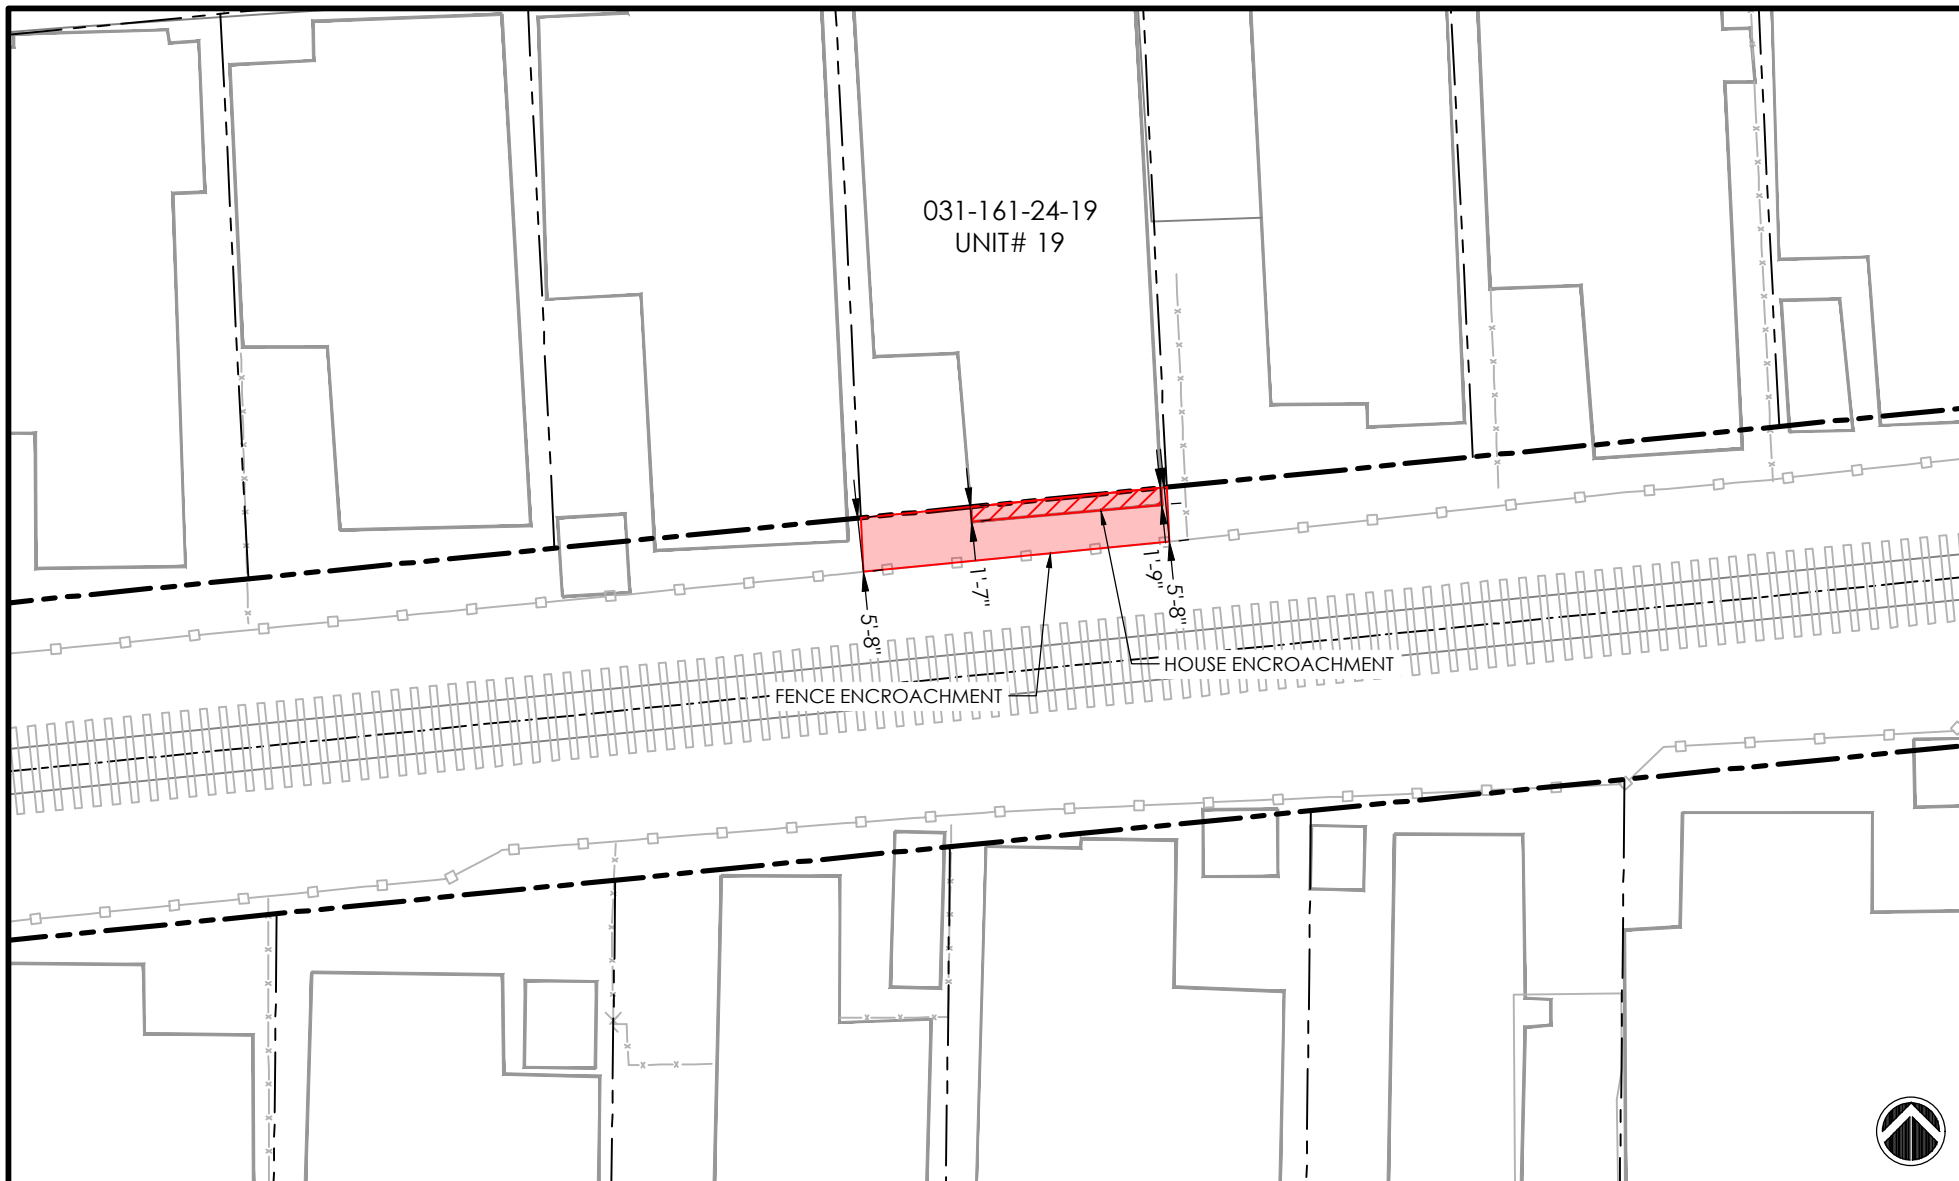 031-161-24-19
UNIT# 19
1'-7"
1'-9"
5'-8"
5'-8"
HOUSE ENCROACHMENT
FENCE ENCROACHMENT